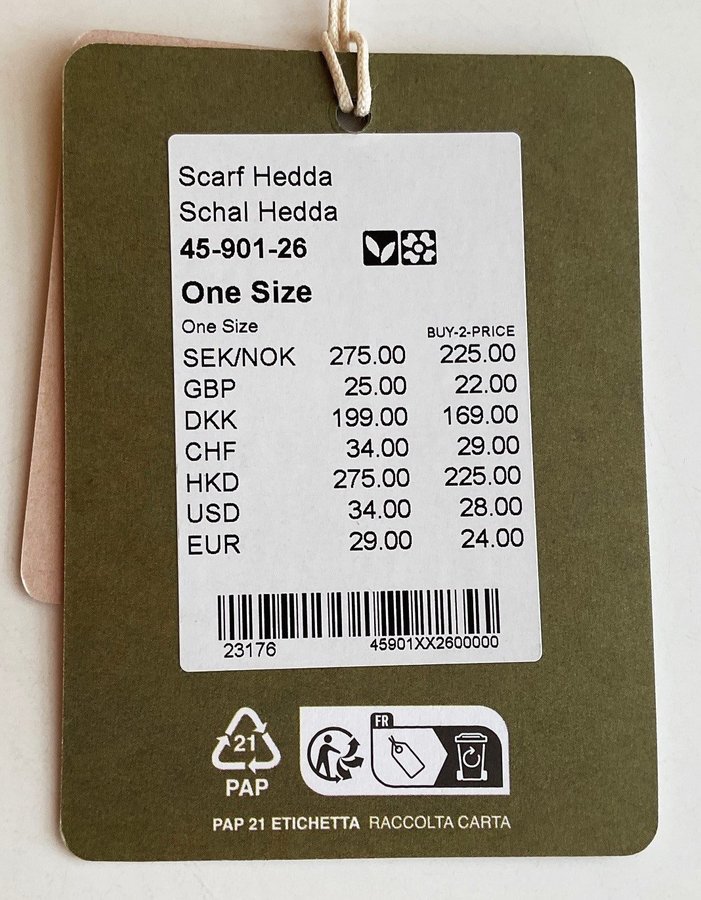 Scarf Hedda
Schal Hedda
45-901-26
One Size
One Size BUY-2-PRICE
SEK/NOK 275.00 225.00
GBP 25.00 22.00
DKK 199.00 169.00
CHF 34.00 29.00
HKD 275.00 225.00
USD 34.00 28.00
EUR 29.00 24.00
23176 45901XX2600000
FR
21
PAP
PAP 21 ETICHETTA RACCOLTA CARTA